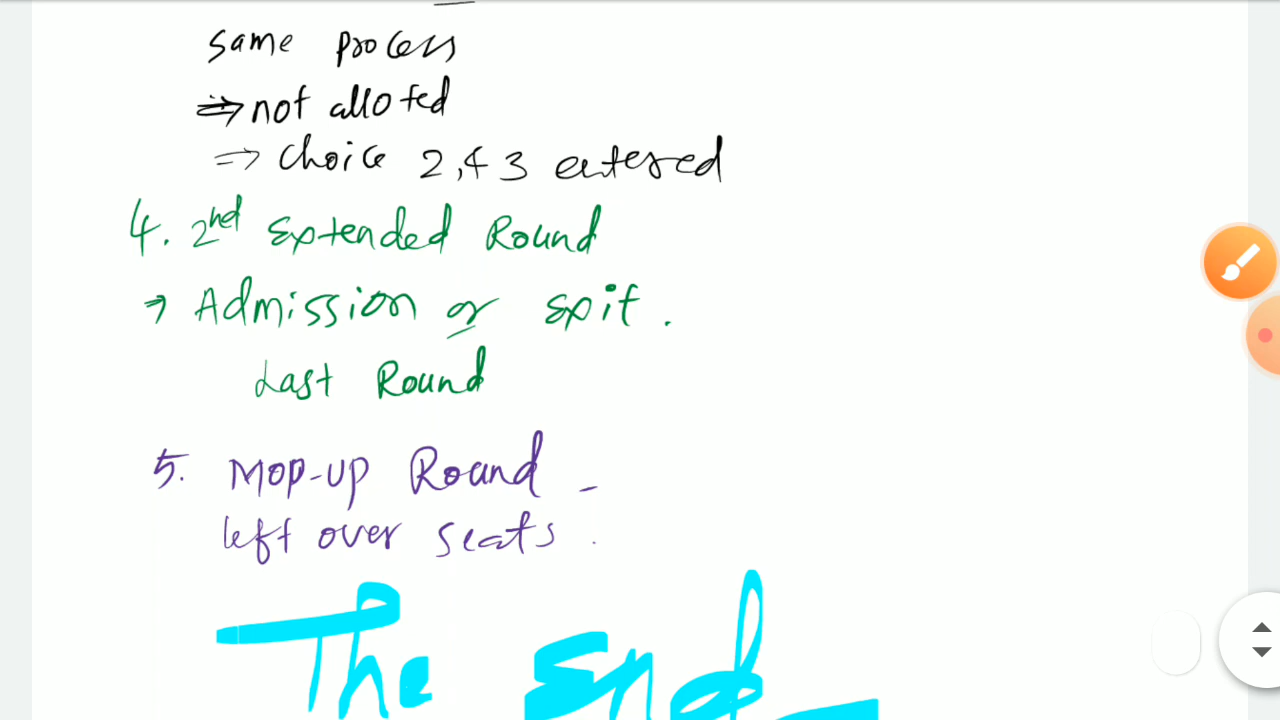 same process
⇒ not alloted
⇒ choice 2,& 3 entered
4. 2nd Extended Round
→ Admission or Exit.
Last Round
5. Mop-up Round -
left over seats.
The End